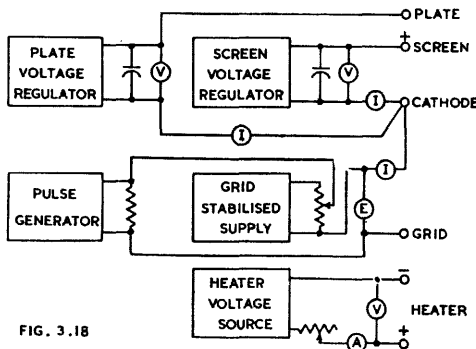 PLATE
PLATE
VOLTAGE
REGULATOR
V
SCREEN
VOLTAGE
REGULATOR
V
+
SCREEN
I
CATHODE
I
PULSE
GENERATOR
GRID
STABILISED
SUPPLY
I
E
GRID
HEATER
VOLTAGE
SOURCE
−
V
HEATER
+
A
FIG. 3.18